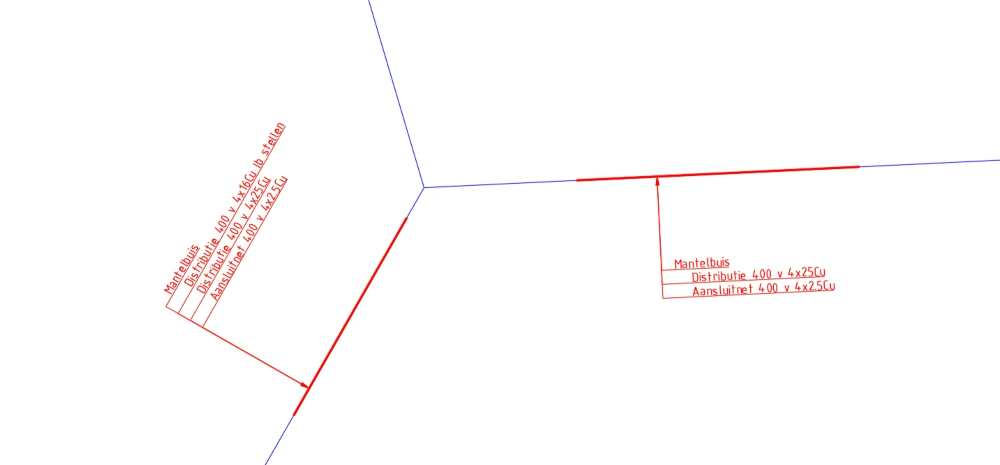 Mantelbuis
Distributie 400 v 4x16Cu lb stellen
Distributie 400 v 4x25Cu
Aansluitnet 400 v 4x2.5Cu
Mantelbuis
Distributie 400 v 4x25Cu
Aansluitnet 400 v 4x2.5Cu